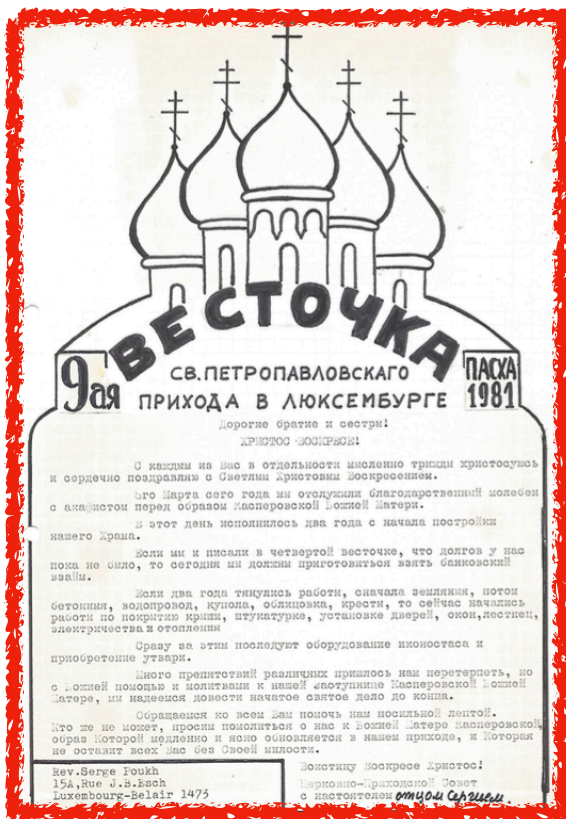 ВЕСТОЧКА
9ая
СВ.ПЕТРОПАВЛОВСКАГО
ПАСХА
1981
ПРИХОДА В ЛЮКСЕМБУРГЕ
Дорогие братие и сестры!
ХРИСТОС ВОСКРЕСЕ!
С каждым из Вас в отдельности мысленно трижды христосуюсь
и сердечно поздравляю с Светлым Христовым Воскресением.
6го Марта сего года мы отслужили благодарственный молебен
с акафистом перед образом Касперовской Божией Матери.
В этот день исполнилось два года с начала постройки
нашего Храма.
Если мы и писали в четвертой весточке, что долгов у нас
пока не было, то сегодня мы должны приготовиться взять банковский
взайм.
Если два года тянулись работы, сначала земляныя, потом
бетонныя, водопровод, купола, облицовка, кресты, то сейчас начались
работы по покрытию крыши, штукатурке, установке дверей, окон,лестниц,
электричества и отопления
Сразу за этим последуют оборудование иконостаса и
приобретение утвари.
Много препятствий различных пришлось нам перетерпеть, но
с Божией помощью и молитвами к нашей Заступнице Касперовской Божией
Матере, мы надеемся довести начатое святое дело до конца.
Обращаемся ко всем Вам помочь нам посильной лептой.
Кто же не может, просим помолиться о нас к Божией Матере Касперовской,
образ Которой медленно и ясно обновляется в нашем приходе, и Которая
не оставит всех Вас без Своей милости.
Воистину Воскресе Христос!
Церковно-Приходской Совет
с настоятелем отцом Сергием.
Rev.Serge Poukh
15A,Rue J.B.Esch
Luxembourg-Belair 1473